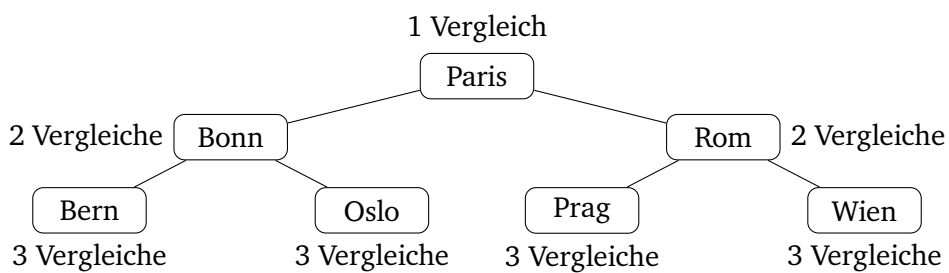 1 Vergleich
Paris
2 Vergleiche Bonn Rom 2 Vergleiche
Bern Oslo Prag Wien
3 Vergleiche 3 Vergleiche 3 Vergleiche 3 Vergleiche